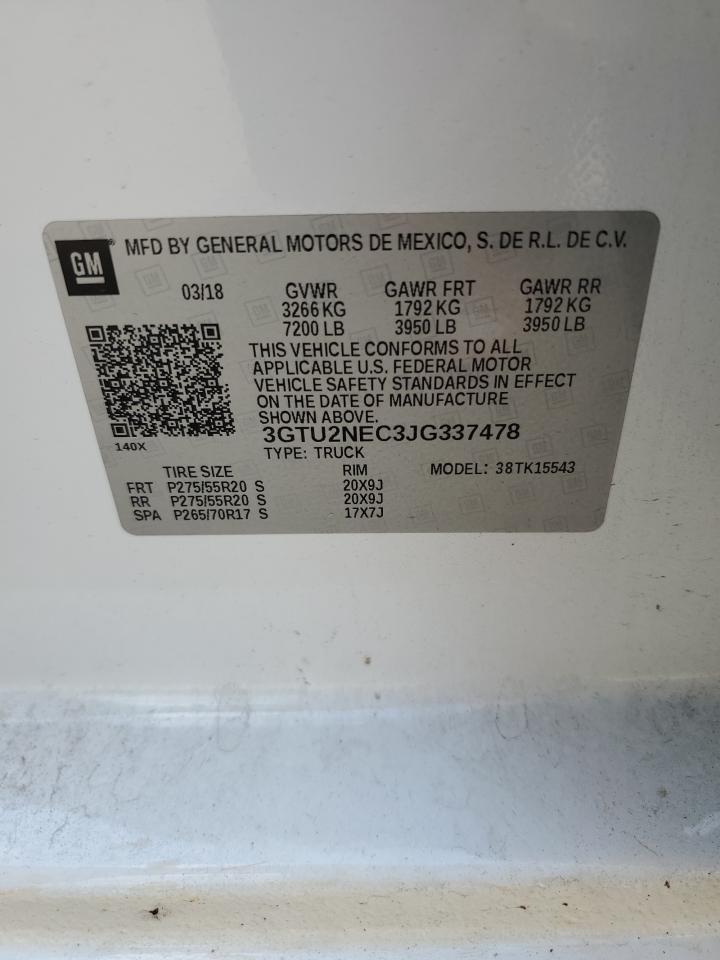 GM® MFD BY GENERAL MOTORS DE MEXICO, S. DE R.L. DE C.V.
03/18 GVWR GAWR FRT GAWR RR
3266 KG 1792 KG 1792 KG
7200 LB 3950 LB 3950 LB
THIS VEHICLE CONFORMS TO ALL
APPLICABLE U.S. FEDERAL MOTOR
VEHICLE SAFETY STANDARDS IN EFFECT
ON THE DATE OF MANUFACTURE
SHOWN ABOVE.
3GTU2NEC3JG337478
140X TYPE: TRUCK
TIRE SIZE RIM MODEL: 38TK15543
FRT P275/55R20 S 20X9J
RR P275/55R20 S 20X9J
SPA P265/70R17 S 17X7J